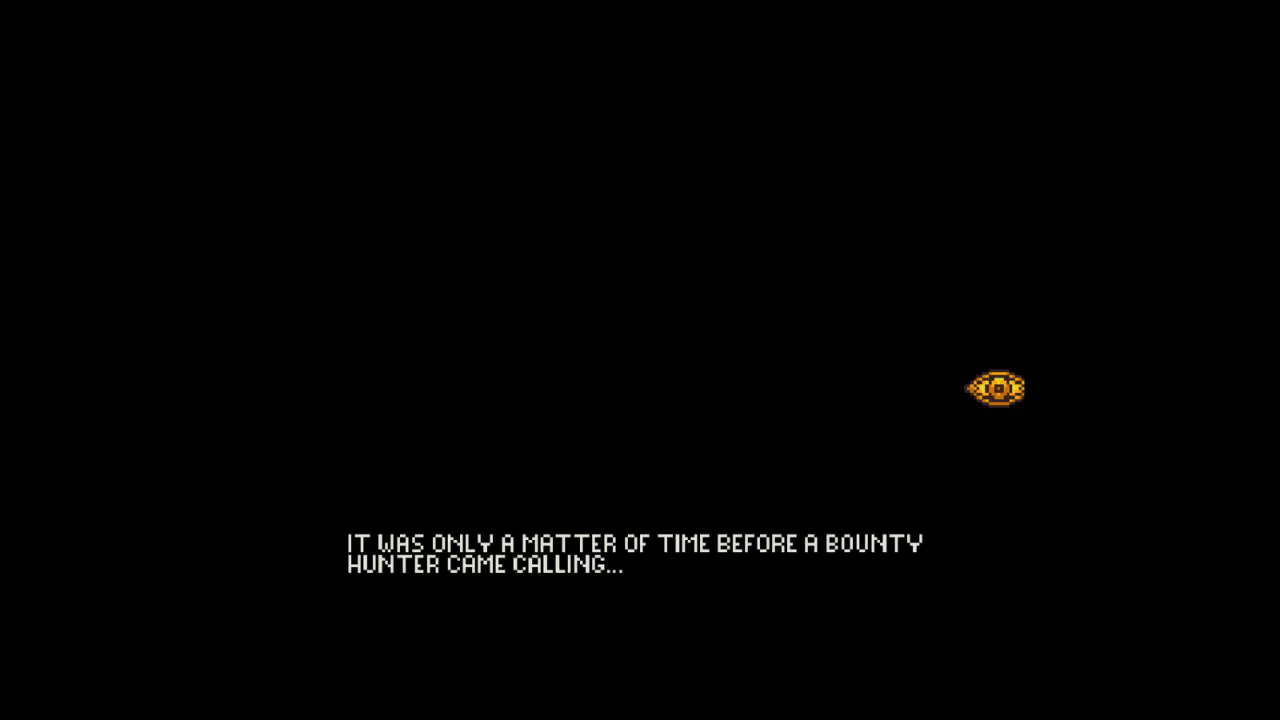 IT WAS ONLY A MATTER OF TIME BEFORE A BOUNTY
HUNTER CAME CALLING...